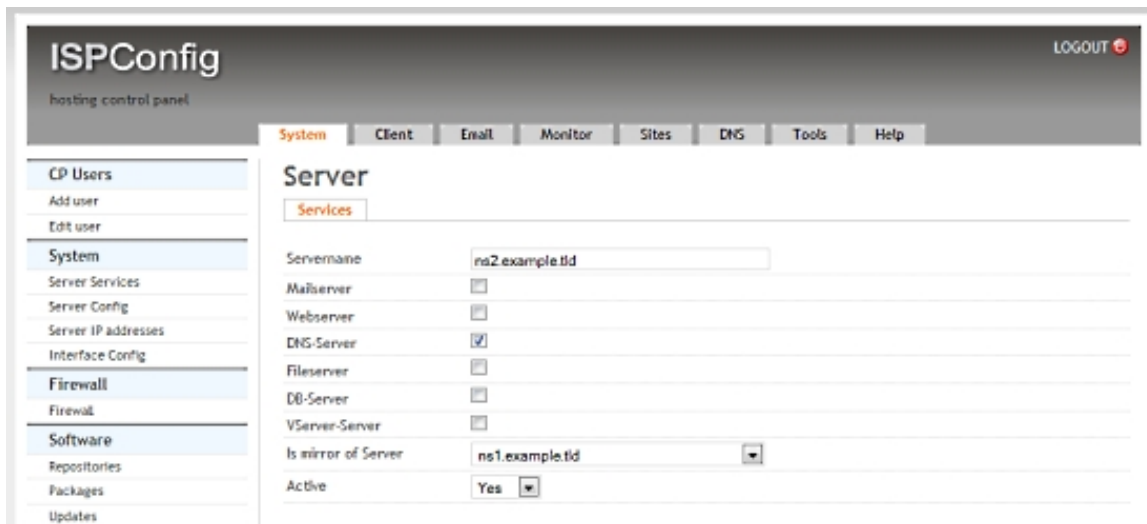 ISPConfig
LOGOUT
hosting control panel
System Client Email Monitor Sites DNS Tools Help
CP Users
Add user
Edit user
System
Server Services
Server Config
Server IP addresses
Interface Config
Firewall
Firewall
Software
Repositories
Packages
Updates
Server
Services
Servername ns2.example.tld
Mailserver
Webserver
DNS-Server
Fileserver
DB-Server
VServer-Server
Is mirror of Server ns1.example.tld
Active Yes